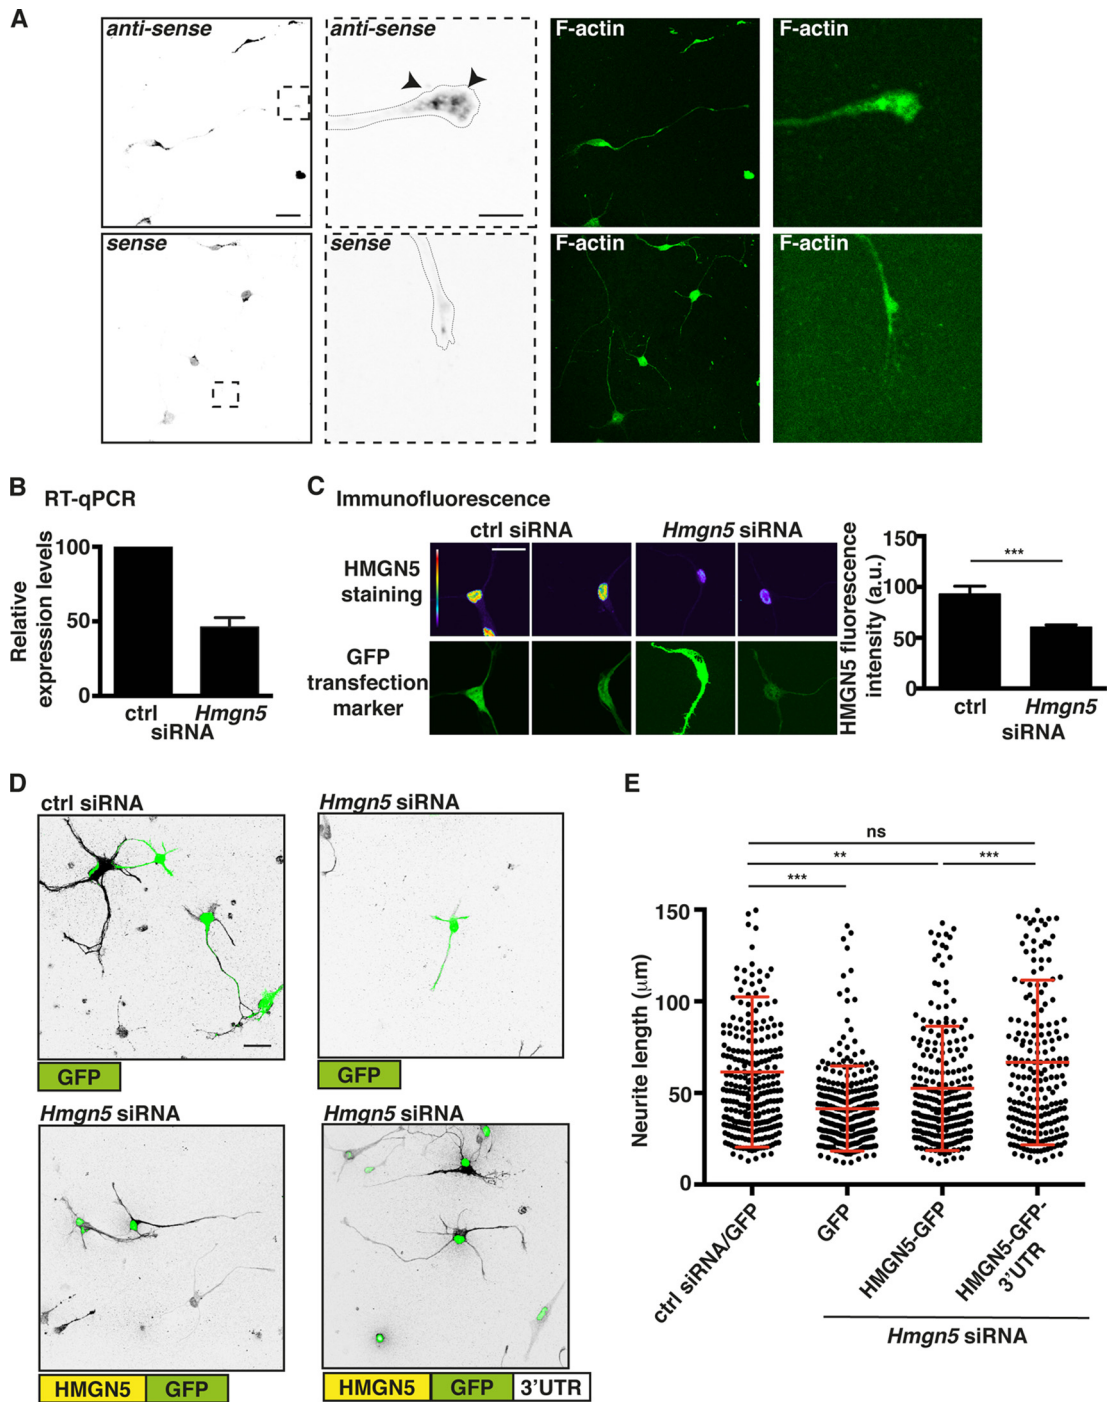 A
anti-sense
anti-sense
F-actin
F-actin
sense
sense
F-actin
F-actin
B
RT-qPCR
Relative
expression levels
100
50
0
ctrl
Hmgn5
siRNA
C
Immunofluorescence
ctrl siRNA
Hmgn5 siRNA
HMGN5
staining
GFP
transfection
marker
HMGN5 fluorescence
intensity (a.u.)
150
100
50
0
***
ctrl
Hmgn5
siRNA
D
ctrl siRNA
GFP
Hmgn5 siRNA
GFP
Hmgn5 siRNA
HMGN5 GFP
Hmgn5 siRNA
HMGN5 GFP 3'UTR
E
ns
**
***
***
Neurite length (µm)
150
100
50
0
ctrl siRNA/GFP
GFP
HMGN5-GFP
HMGN5-GFP-
3'UTR
Hmgn5 siRNA